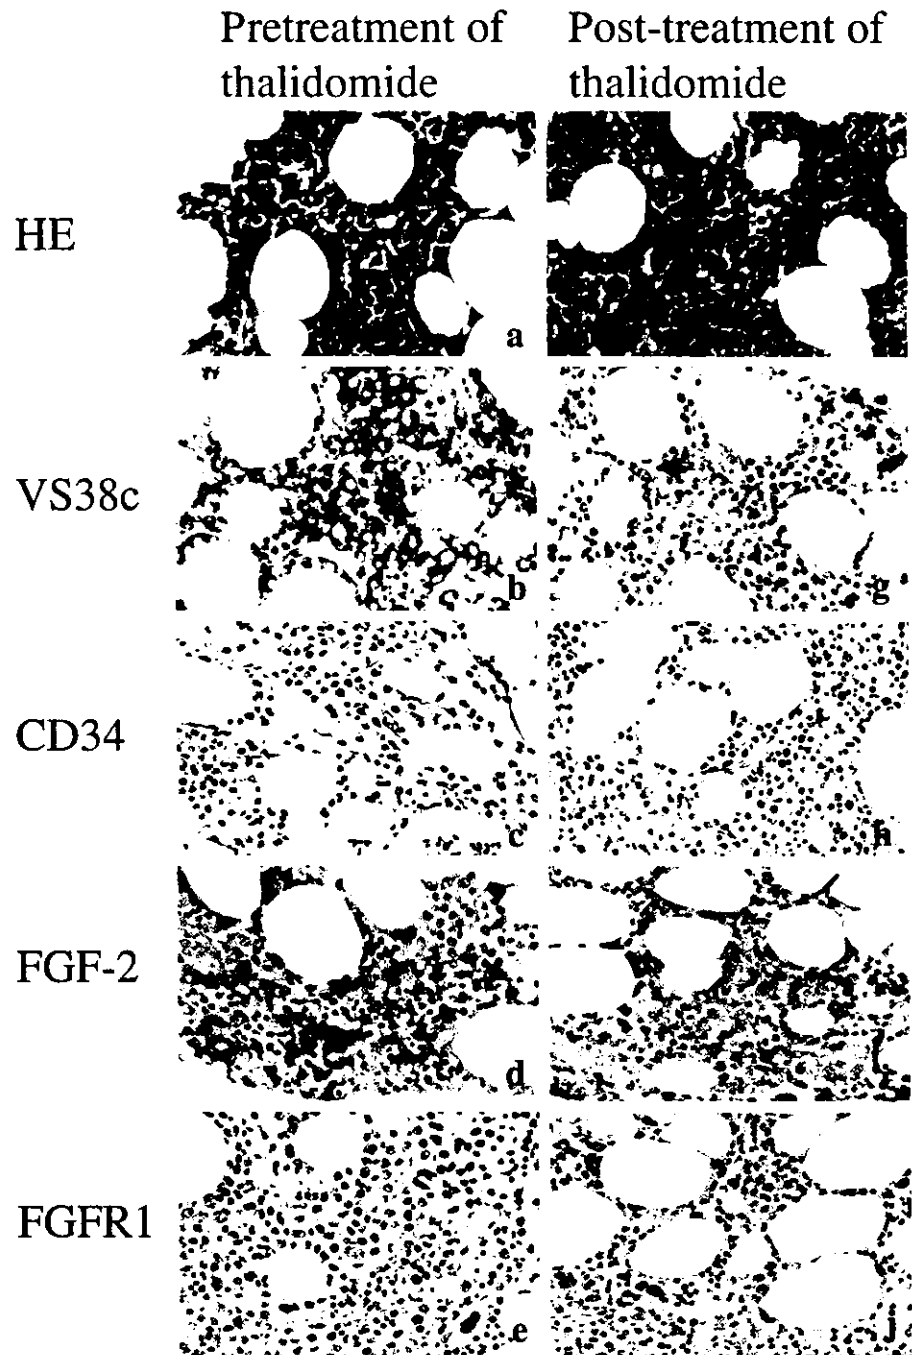 Pretreatment of
thalidomide
Post-treatment of
thalidomide
HE
a
VS38c
b
g
CD34
c
h
FGF-2
d
FGFR1
e
j